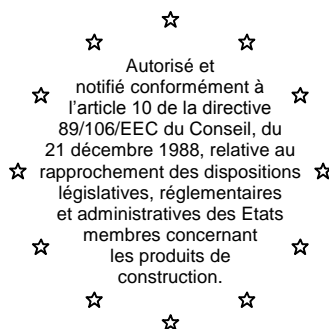 Autorisé et
notifié conformément à
l'article 10 de la directive
89/106/EEC du Conseil, du
21 décembre 1988, relative au
rapprochement des dispositions
législatives, réglementaires
et administratives des Etats
membres concernant
les produits de
construction.